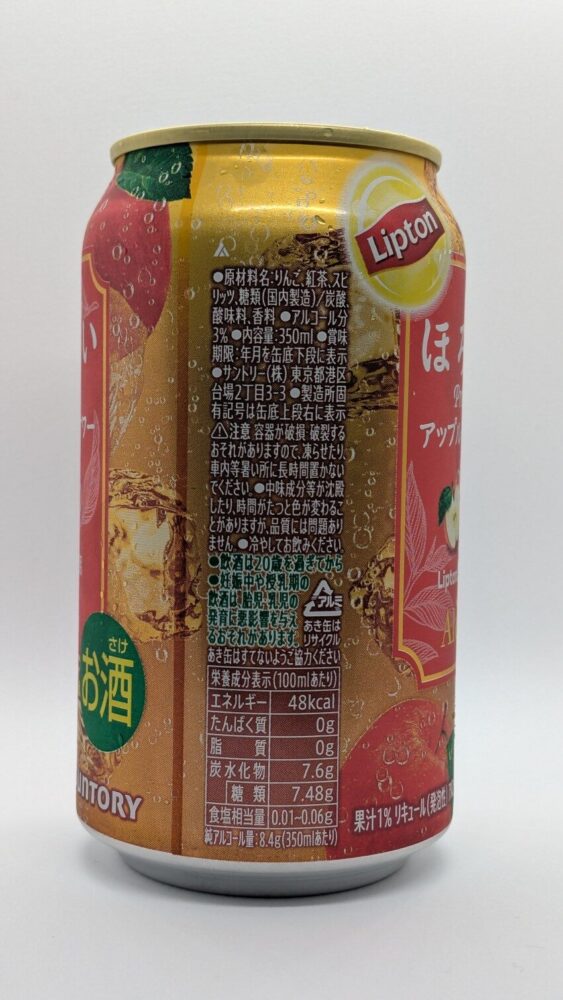 Lipton
●原材料名:りんご、紅茶、スピ
リッツ、糖類(国内製造)/炭酸、
酸味料、香料 ●アルコール分
3% ●内容量:350ml ●賞味
期限:年月を缶底下段に表示
●サントリー(株) 東京都港区
台場2丁目3-3 ●製造所固
有記号は缶底上段右に表示
⚠注意 容器が破損・破裂する
おそれがありますので、凍らせたり、
車内等暑い所に長時間置かない
でください。●中味成分等が沈殿
したり、時間がたつと色が変わるこ
とがありますが、品質には問題あり
ません。●冷やしてお飲みください。
●飲酒は20歳を過ぎてから
●妊娠中や授乳期の
飲酒は、胎児・乳児の
発育に悪影響を与え
るおそれがあります。
アルミ
あき缶は
リサイクル
あき缶はすてないようご協力ください
栄養成分表示(100mlあたり)
エネルギー 48kcal
たんぱく質 0g
脂質 0g
炭水化物 7.6g
糖類 7.48g
食塩相当量 0.01~0.06g
純アルコール量:8.4g(350mlあたり)
い
ワー
さけ
お酒
SUNTORY
ほ
アップル
Lipton
果汁1% リキュール(発泡性)